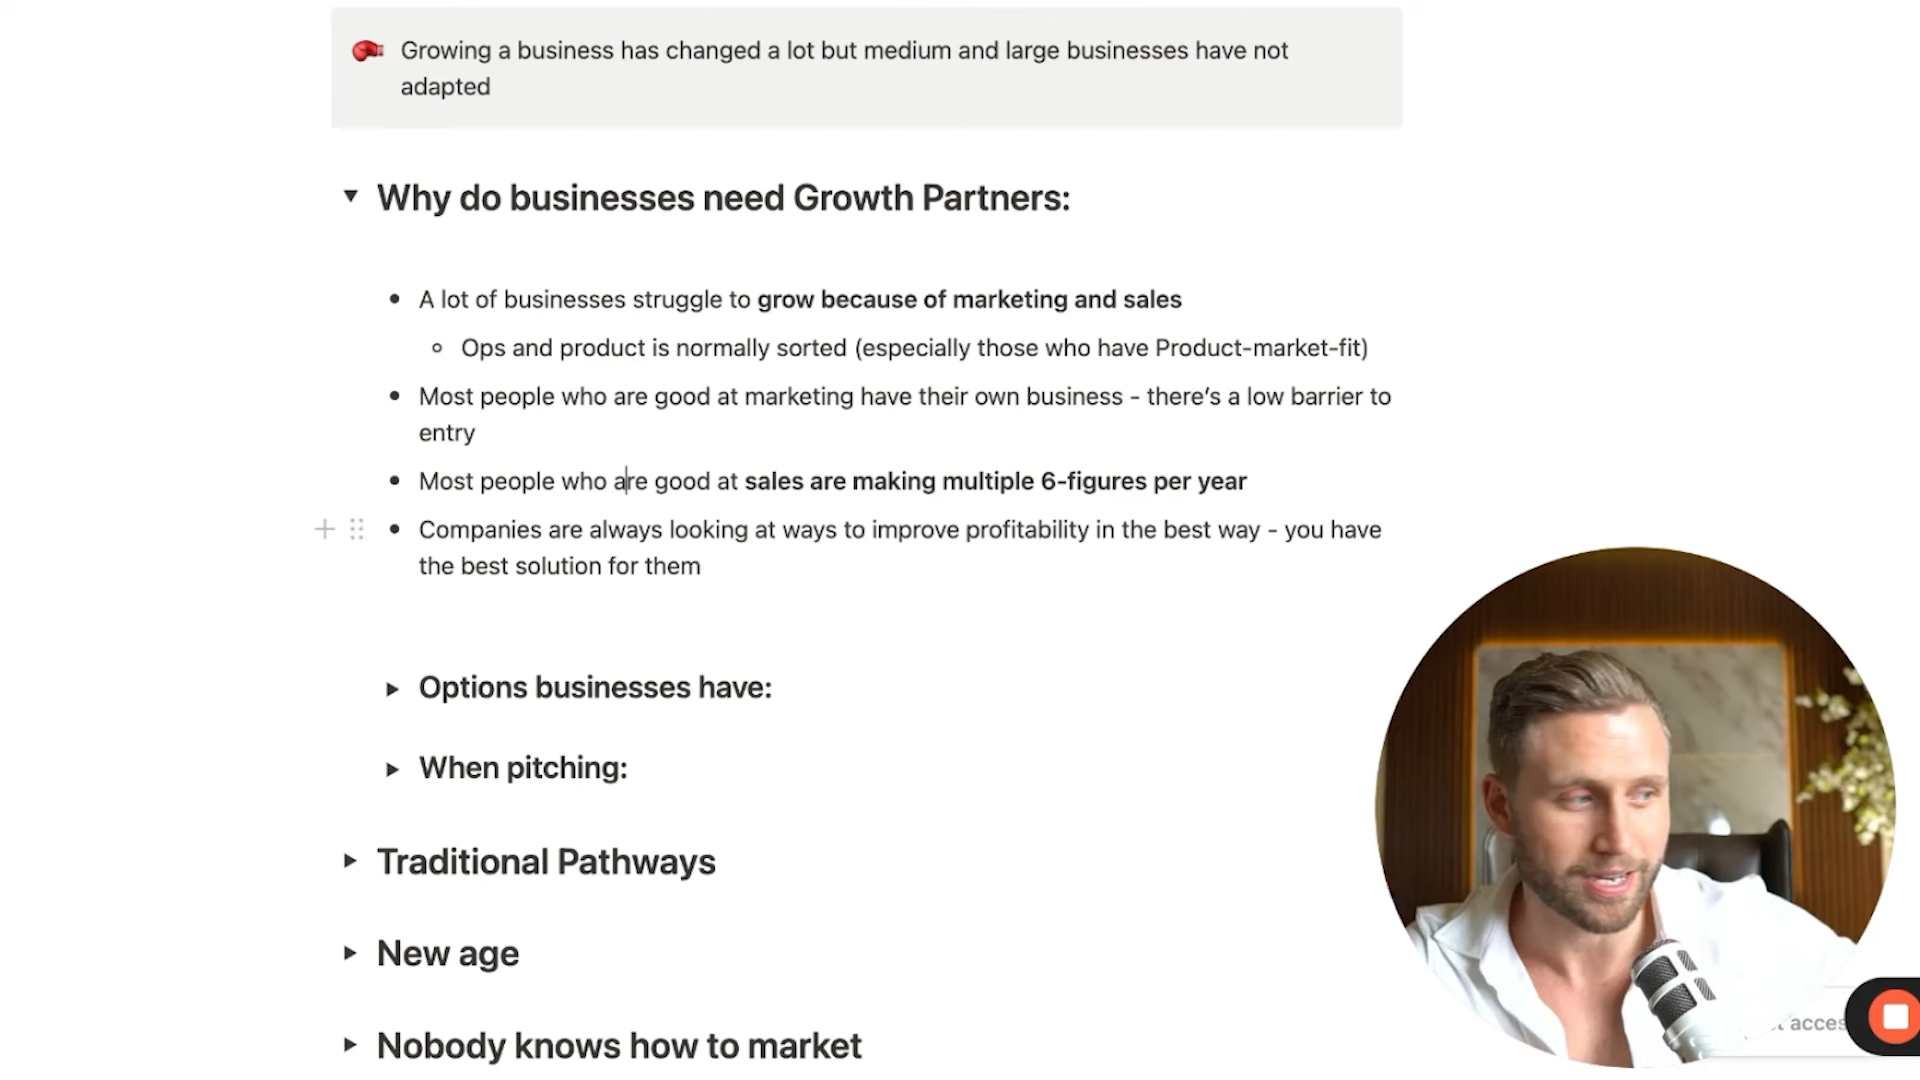 Growing a business has changed a lot but medium and large businesses have not
adapted
Why do businesses need Growth Partners:
A lot of businesses struggle to grow because of marketing and sales
Ops and product is normally sorted (especially those who have Product-market-fit)
Most people who are good at marketing have their own business - there’s a low barrier to
entry
Most people who are good at sales are making multiple 6-figures per year
Companies are always looking at ways to improve profitability in the best way - you have
the best solution for them
Options businesses have:
When pitching:
Traditional Pathways
New age
Nobody knows how to market